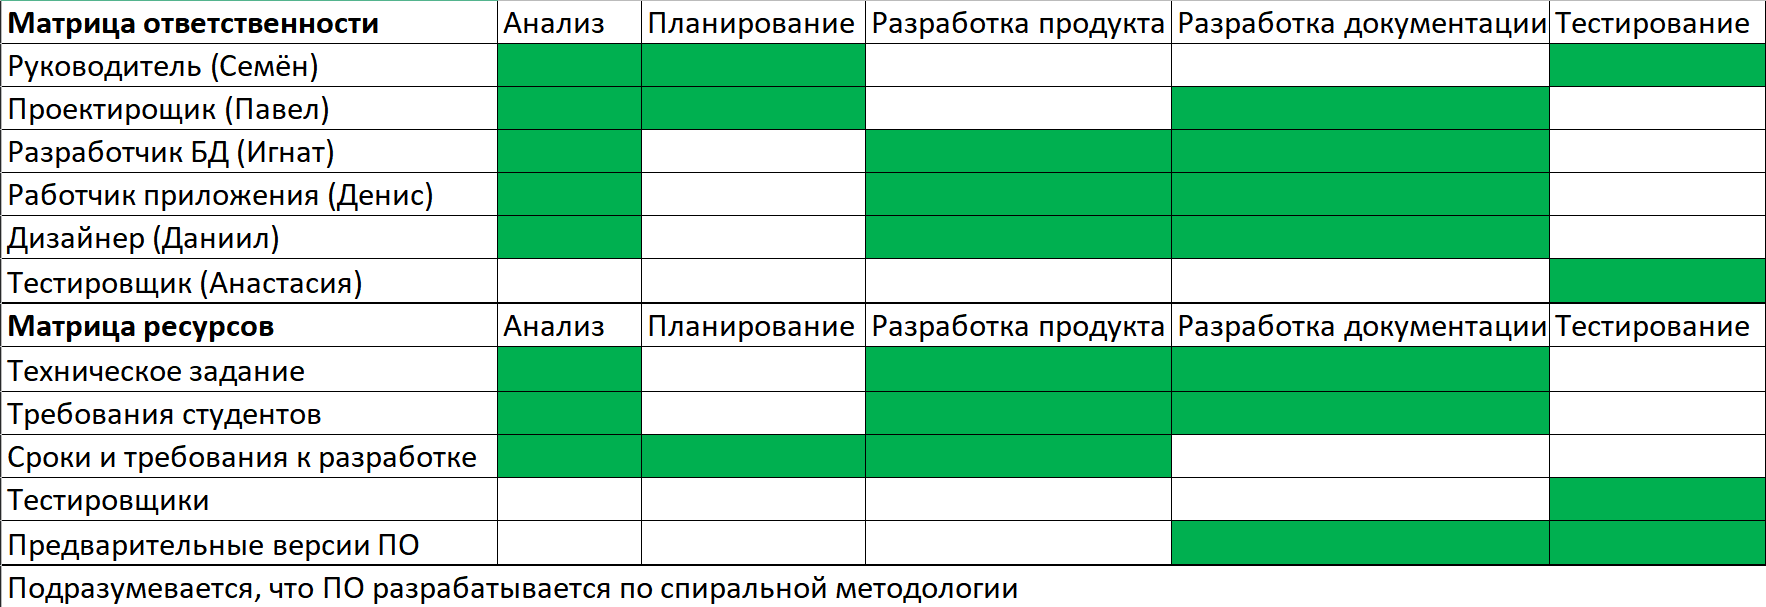 Матрица ответственности Анализ Планирование Разработка продукта Разработка документации Тестирование
Руководитель (Семён)
Проектирощик (Павел)
Разработчик БД (Игнат)
Работчик приложения (Денис)
Дизайнер (Даниил)
Тестировщик (Анастасия)
Матрица ресурсов Анализ Планирование Разработка продукта Разработка документации Тестирование
Техническое задание
Требования студентов
Сроки и требования к разработке
Тестировщики
Предварительные версии ПО
Подразумевается, что ПО разрабатывается по спиральной методологии